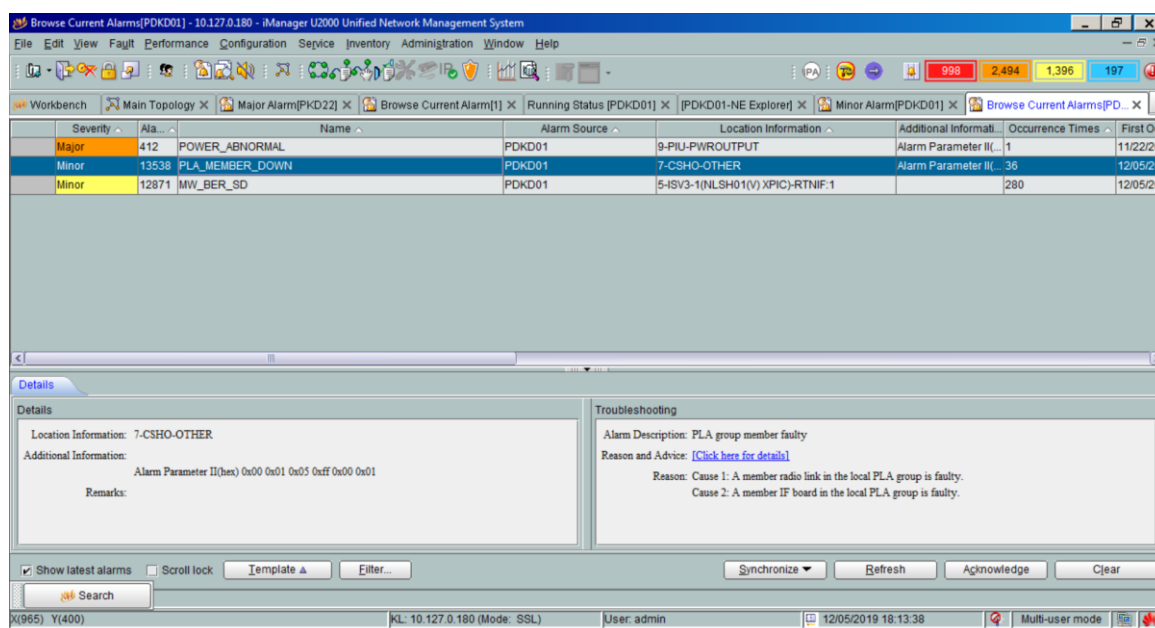 Browse Current Alarms[PDKD01] - 10.127.0.180 - iManager U2000 Unified Network Management System
File Edit View Fault Performance Configuration Service Inventory Administration Window Help
998 2,494 1,396 197
Workbench Main Topology Major Alarm[PKD22] Browse Current Alarm[1] Running Status [PDKD01] [PDKD01-NE Explorer] Minor Alarm[PDKD01] Browse Current Alarms[PD...
Severity Ala... Name Alarm Source Location Information Additional Informati... Occurrence Times First O
Major 412 POWER_ABNORMAL PDKD01 9-PIU-PWROUTPUT Alarm Parameter II(... 1 11/22/2
Minor 13538 PLA_MEMBER_DOWN PDKD01 7-CSHO-OTHER Alarm Parameter II(... 36 12/05/2
Minor 12871 MW_BER_SD PDKD01 5-ISV3-1(NLSH01(V) XPIC)-RTNIF:1 280 12/05/2
Details
Details
Location Information: 7-CSHO-OTHER
Additional Information:
Alarm Parameter II(hex) 0x00 0x01 0x05 0xff 0x00 0x01
Remarks:
Troubleshooting
Alarm Description: PLA group member faulty
Reason and Advice: [Click here for details]
Reason: Cause 1: A member radio link in the local PLA group is faulty.
Cause 2: A member IF board in the local PLA group is faulty.
Show latest alarms Scroll lock Template Filter... Synchronize Refresh Acknowledge Clear
Search
X(965) Y(400) KL: 10.127.0.180 (Mode: SSL) User: admin 12/05/2019 18:13:38 Multi-user mode